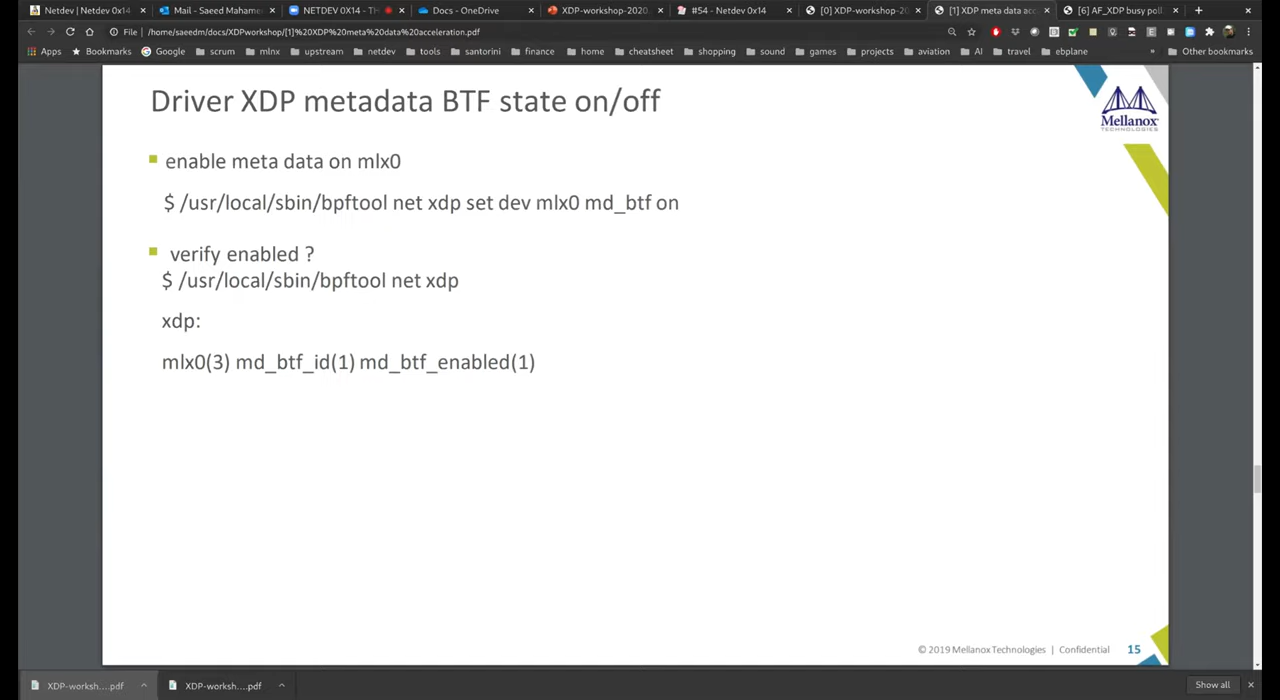 Netdev | Netdev 0x14
Mail - Saeed Mahame
NETDEV 0X14 - TH
Docs - OneDrive
XDP-workshop-2020.
#54 - Netdev 0x14
[0] XDP-workshop-20
[1] XDP meta data acc
[6] AF_XDP busy poll
File | /home/saeedm/docs/XDPworkshop/[1]%20XDP%20meta%20data%20acceleration.pdf
Apps
Bookmarks
Google
scrum
mlnx
upstream
netdev
tools
santorini
finance
home
cheatsheet
shopping
sound
games
projects
aviation
AI
travel
ebplane
»
Other bookmarks
Driver XDP metadata BTF state on/off
Mellanox
TECHNOLOGIES
enable meta data on mlx0
$ /usr/local/sbin/bpftool net xdp set dev mlx0 md_btf on
verify enabled ?
$ /usr/local/sbin/bpftool net xdp
xdp:
mlx0(3) md_btf_id(1) md_btf_enabled(1)
© 2019 Mellanox Technologies | Confidential 15
XDP-worksh....pdf
XDP-worksh....pdf
Show all